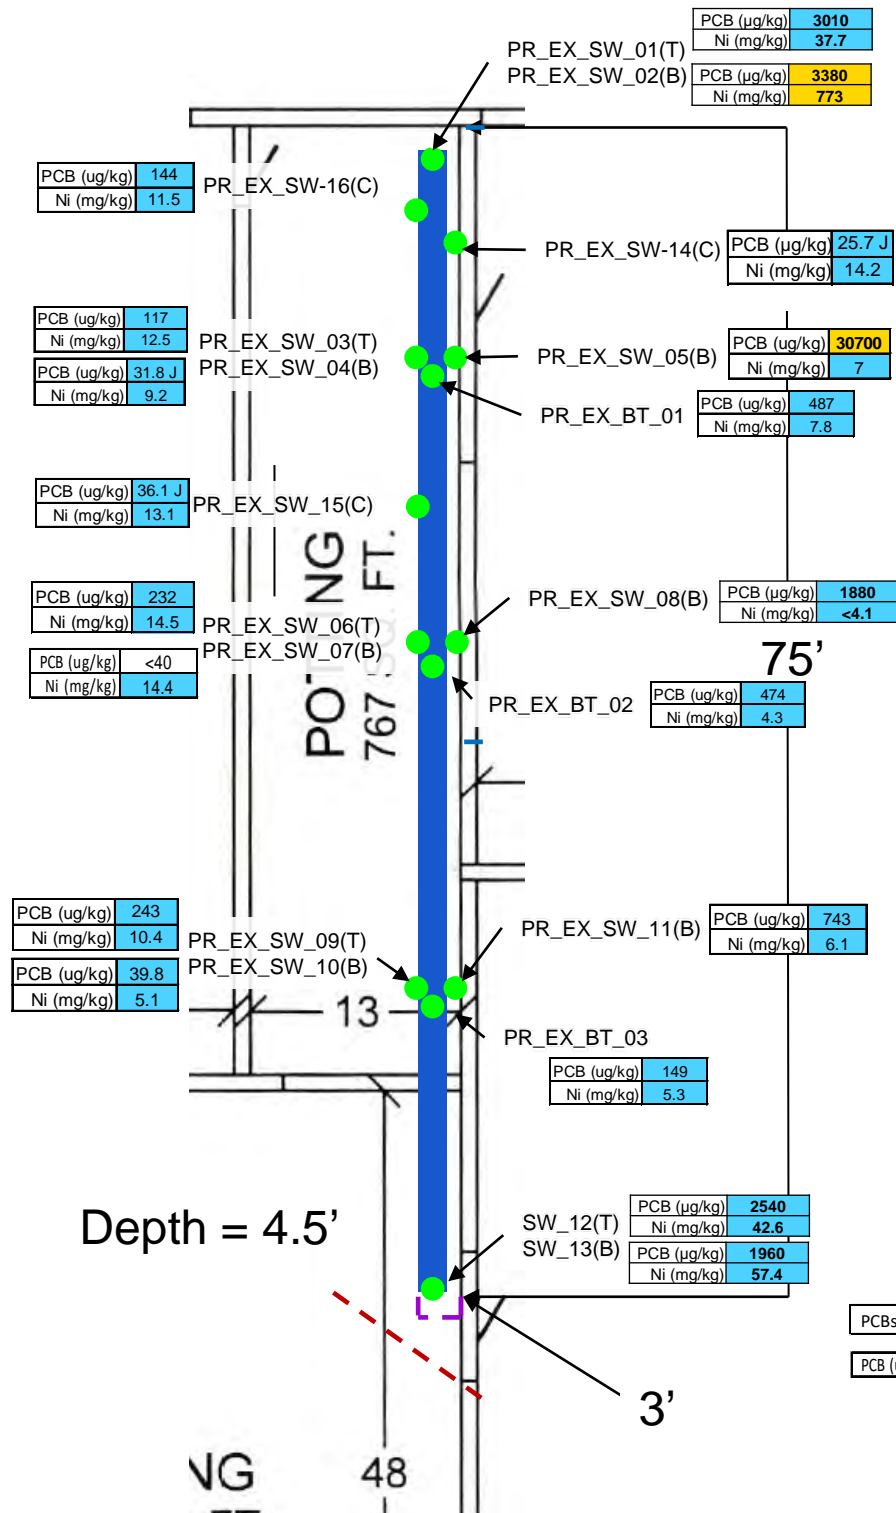 PCB (µg/kg) 3010
Ni (mg/kg) 37.7
PR_EX_SW_01(T)
PR_EX_SW_02(B)
PCB (µg/kg) 3380
Ni (mg/kg) 773
PCB (ug/kg) 144
Ni (mg/kg) 11.5
PR_EX_SW-16(C)
PR_EX_SW-14(C)
PCB (µg/kg) 25.7 J
Ni (mg/kg) 14.2
PCB (ug/kg) 117
Ni (mg/kg) 12.5
PR_EX_SW_03(T)
PR_EX_SW_04(B)
PCB (ug/kg) 31.8 J
Ni (mg/kg) 9.2
PR_EX_SW_05(B)
PCB (µg/kg) 30700
Ni (mg/kg) 7
PR_EX_BT_01
PCB (ug/kg) 487
Ni (mg/kg) 7.8
PCB (ug/kg) 36.1 J
Ni (mg/kg) 13.1
PR_EX_SW_15(C)
767 FT.
PR_EX_SW_08(B)
PCB (µg/kg) 1880
Ni (mg/kg) <4.1
PCB (ug/kg) 232
Ni (mg/kg) 14.5
PR_EX_SW_06(T)
PR_EX_SW_07(B)
PCB (ug/kg) <40
Ni (mg/kg) 14.4
75’
PR_EX_BT_02
PCB (ug/kg) 474
Ni (mg/kg) 4.3
PCB (ug/kg) 243
Ni (mg/kg) 10.4
PR_EX_SW_09(T)
PR_EX_SW_10(B)
PCB (ug/kg) 39.8
Ni (mg/kg) 5.1
PR_EX_SW_11(B)
PCB (ug/kg) 743
Ni (mg/kg) 6.1
13
PR_EX_BT_03
PCB (ug/kg) 149
Ni (mg/kg) 5.3
Depth = 4.5’
SW_12(T)
SW_13(B)
PCB (µg/kg) 2540
Ni (mg/kg) 42.6
PCB (µg/kg) 1960
Ni (mg/kg) 57.4
PCBs
PCB
3’
NG
48